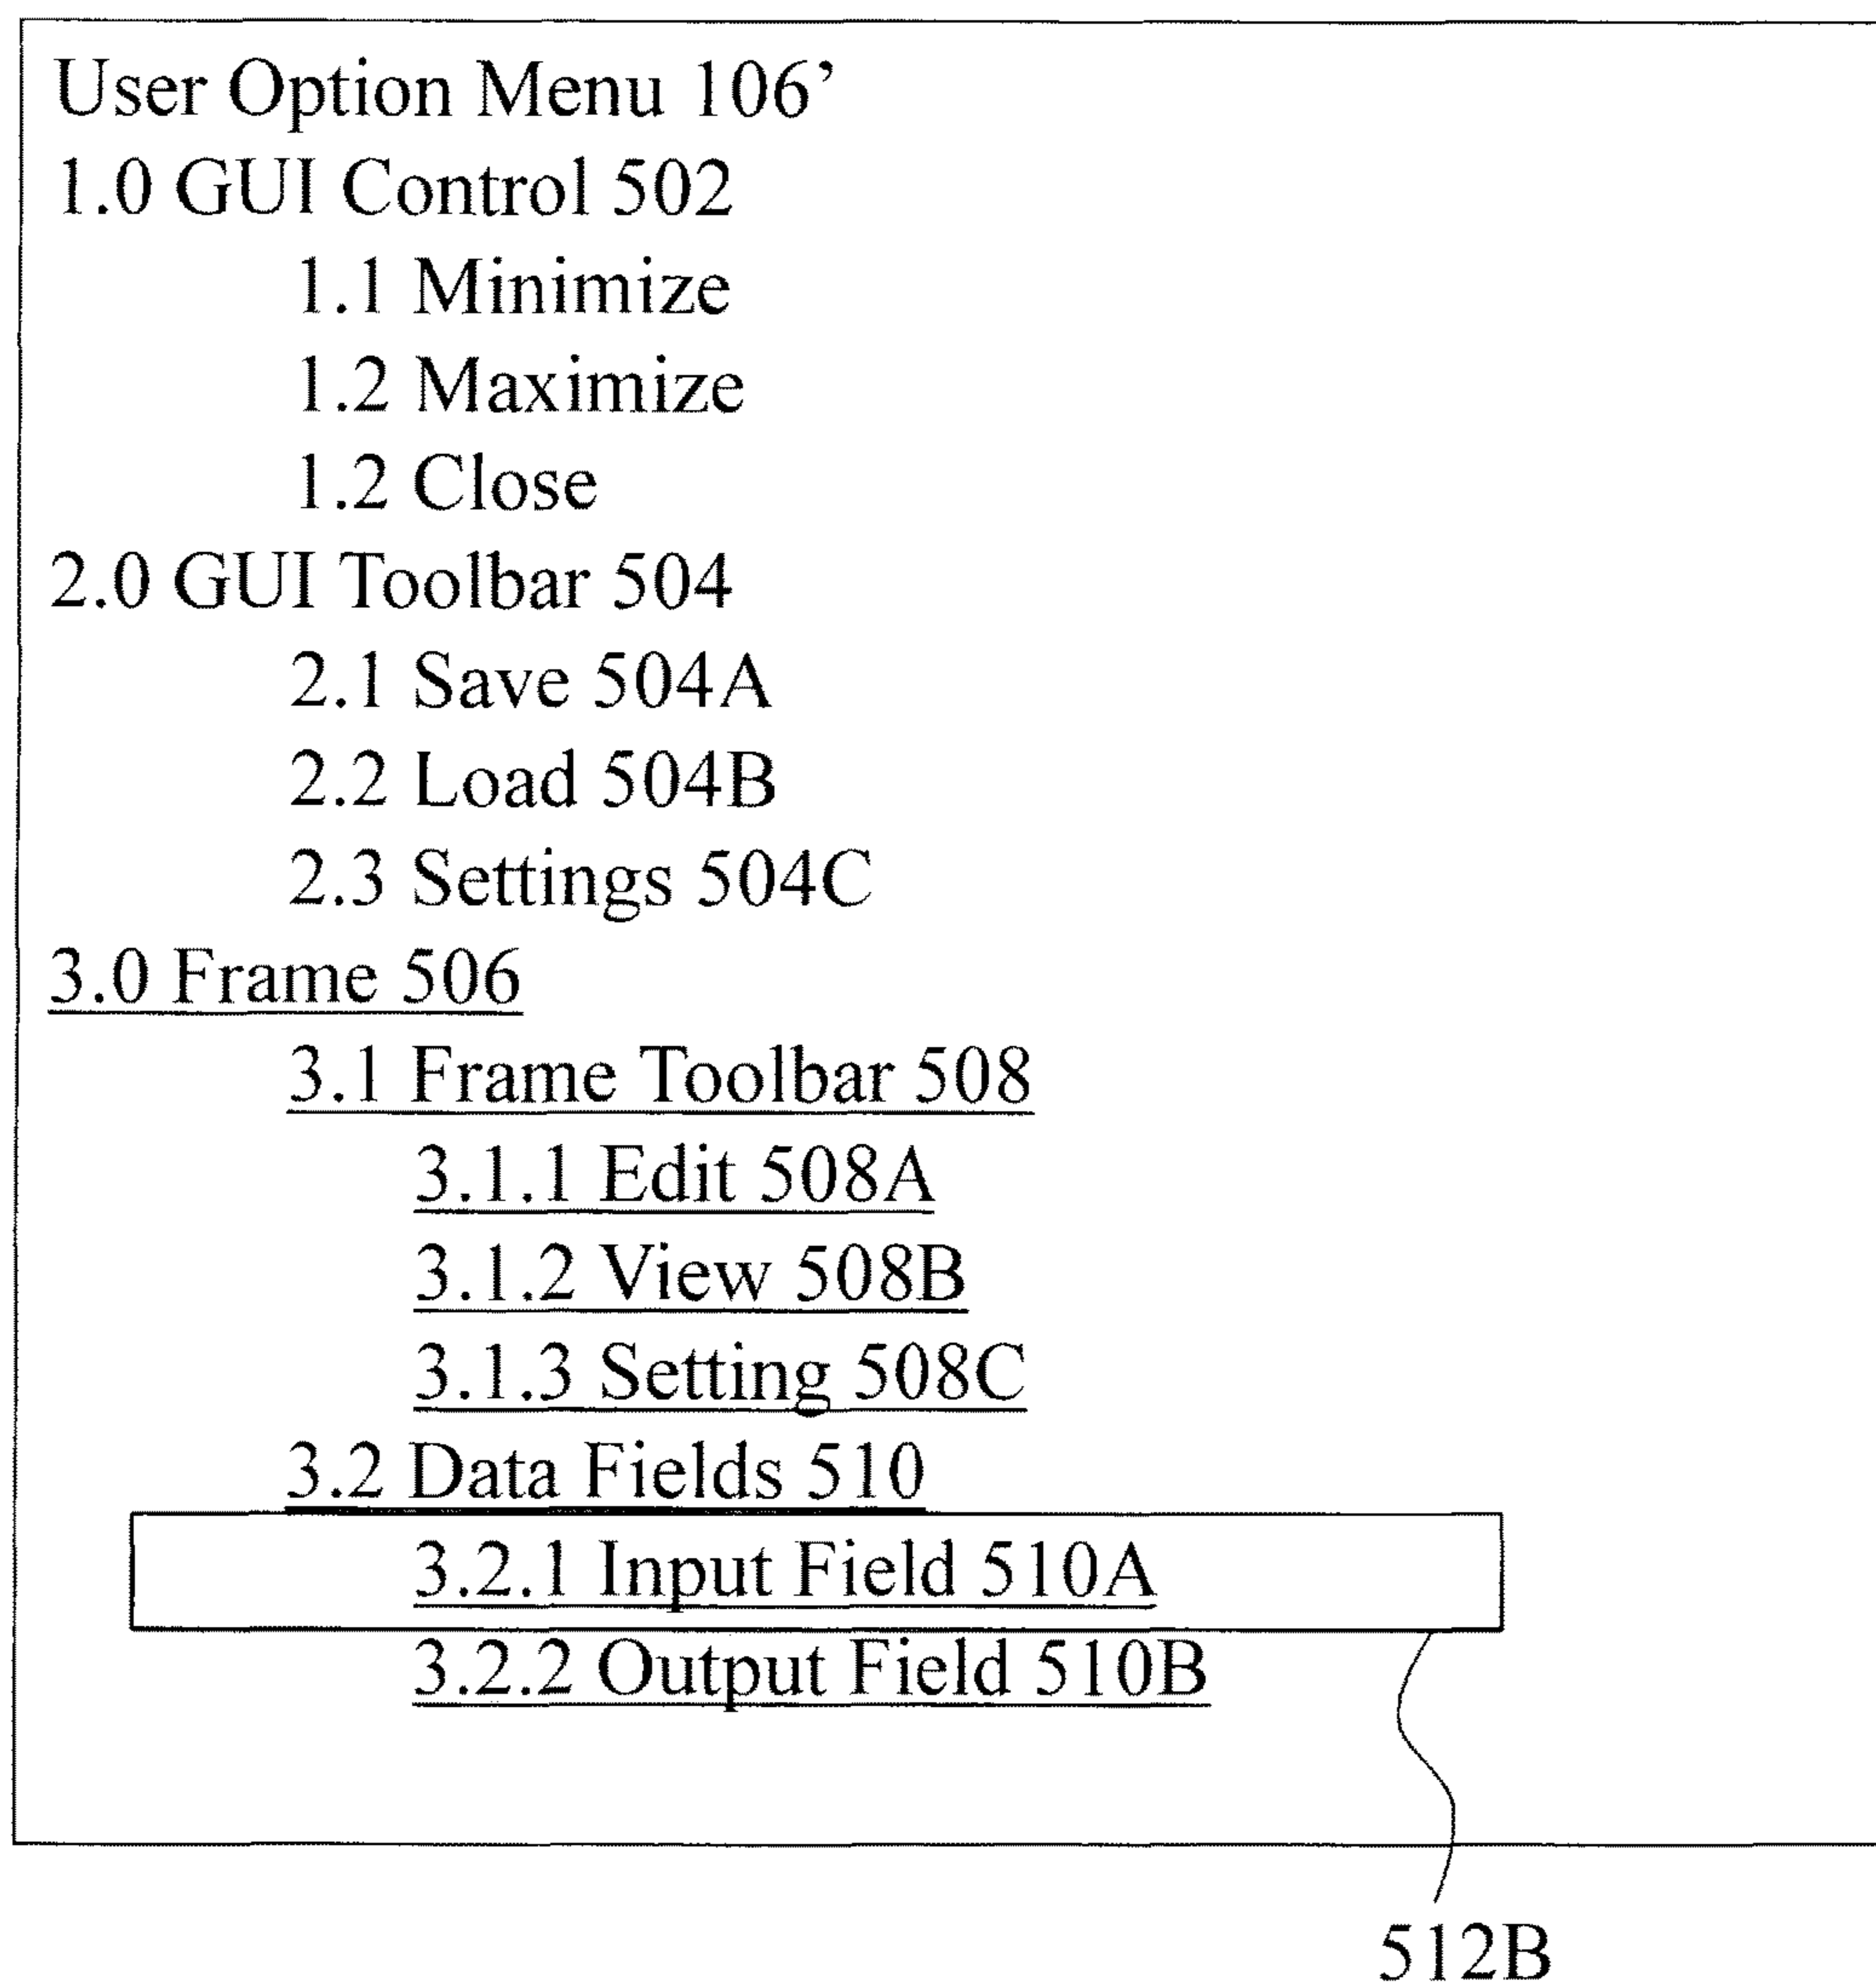 User Option Menu 106’
1.0 GUI Control 502
1.1 Minimize
1.2 Maximize
1.2 Close
2.0 GUI Toolbar 504
2.1 Save 504A
2.2 Load 504B
2.3 Settings 504C
3.0 Frame 506
3.1 Frame Toolbar 508
3.1.1 Edit 508A
3.1.2 View 508B
3.1.3 Setting 508C
3.2 Data Fields 510
3.2.1 Input Field 510A
3.2.2 Output Field 510B
512B